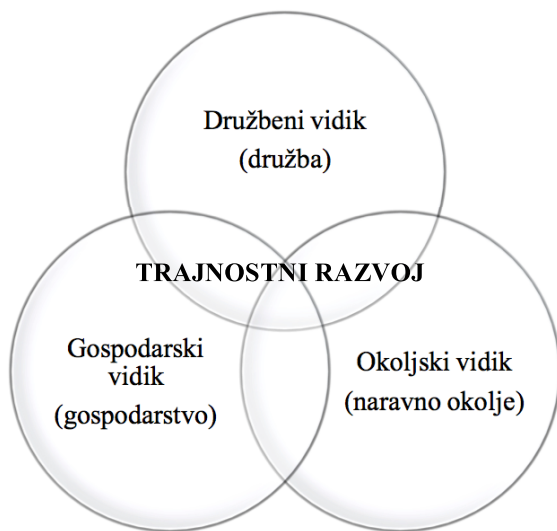 Družbeni vidik
(družba)
TRAJNOSTNI RAZVOJ
Gospodarski
vidik
(gospodarstvo)
Okoljski vidik
(naravno okolje)